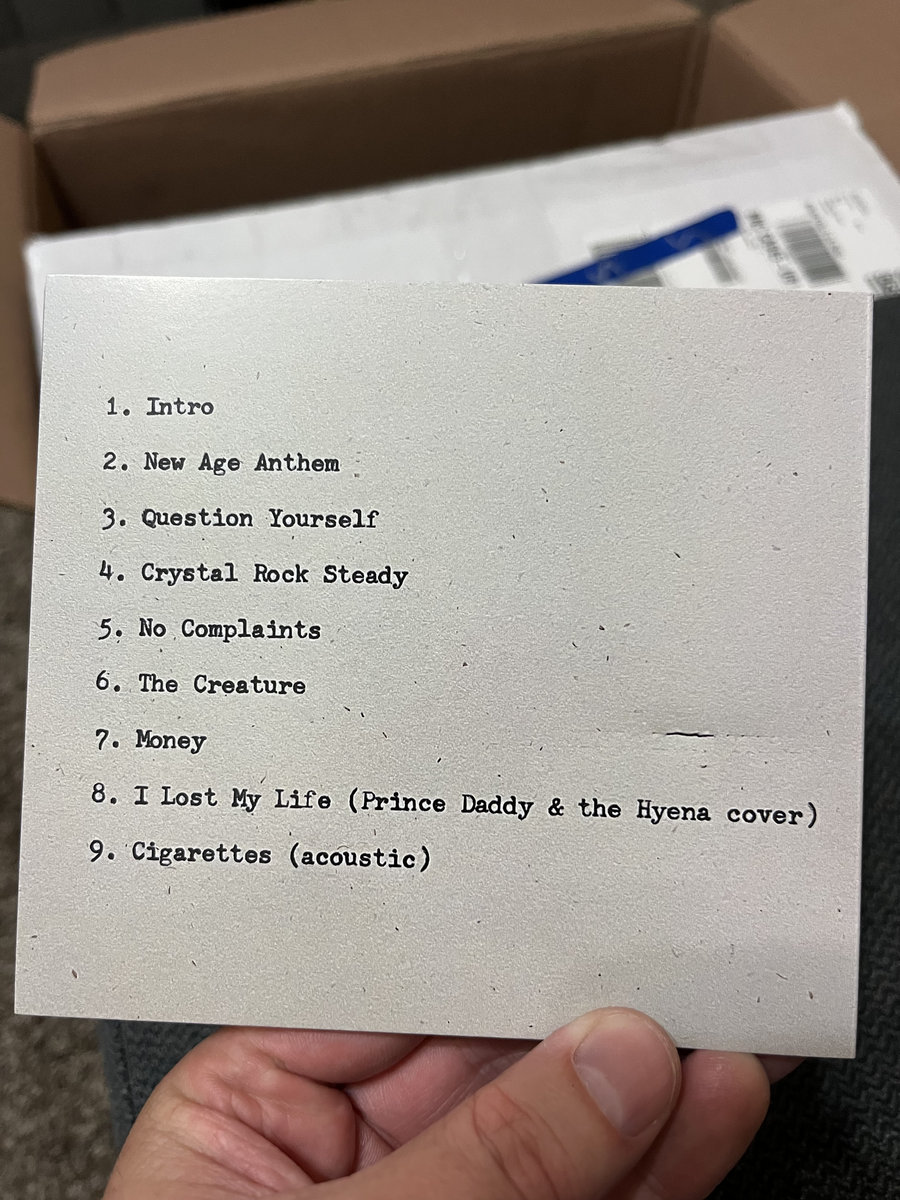 1. Intro
2. New Age Anthem
3. Question Yourself
4. Crystal Rock Steady
5. No Complaints
6. The Creature
7. Money
8. I Lost My Life (Prince Daddy & the Hyena cover)
9. Cigarettes (acoustic)